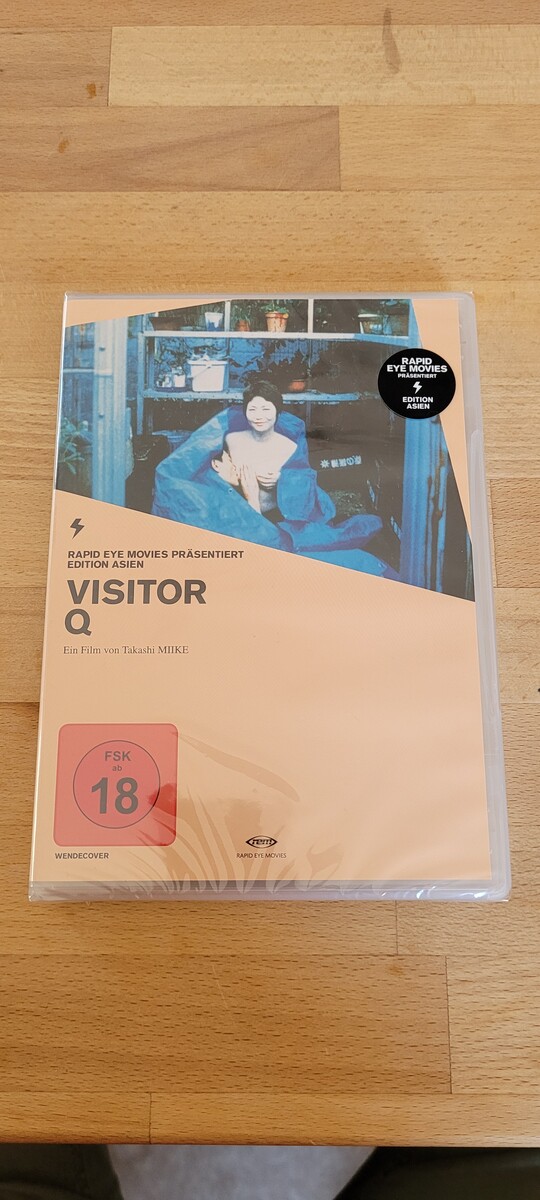 RAPID
EYE MOVIES
PRÄSENTIERT
EDITION
ASIEN
RAPID EYE MOVIES PRÄSENTIERT
EDITION ASIEN
VISITOR
Q
Ein Film von Takashi MIIKE
FSK
ab
18
WENDECOVER
rem
RAPID EYE MOVIES